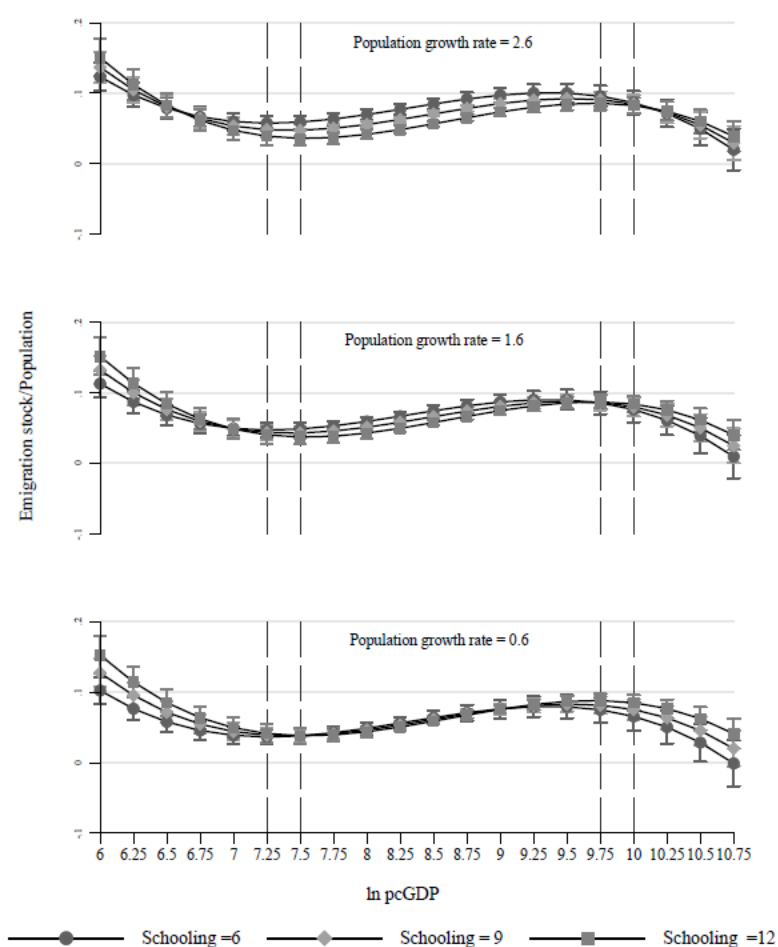 .2
Population growth rate = 2.6
.1
0
-.1
.2
Population growth rate = 1.6
.1
0
-.1
Emigration stock/Population
.2
Population growth rate = 0.6
.1
0
-.1
6 6.25 6.5 6.75 7 7.25 7.5 7.75 8 8.25 8.5 8.75 9 9.25 9.5 9.75 10 10.25 10.5 10.75
ln pcGDP
Schooling =6 Schooling = 9 Schooling =12